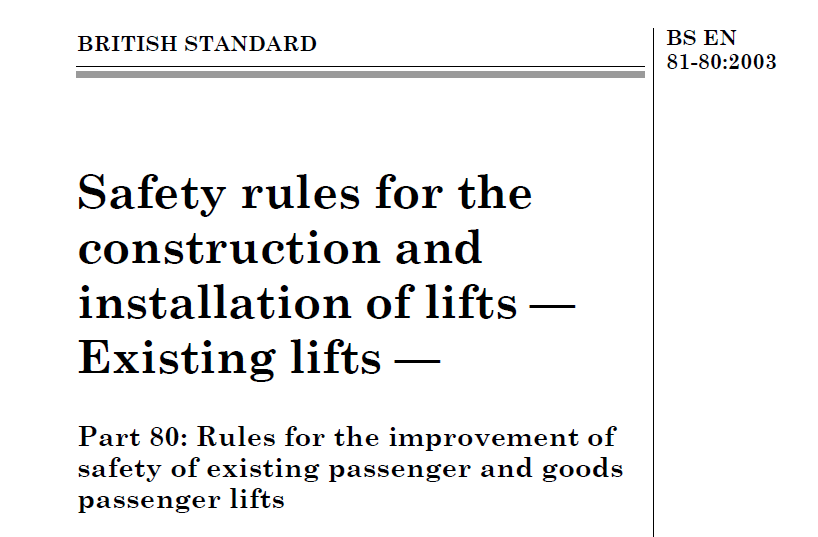 BRITISH STANDARD
BS EN
81-80:2003
Safety rules for the
construction and
installation of lifts —
Existing lifts —
Part 80: Rules for the improvement of
safety of existing passenger and goods
passenger lifts